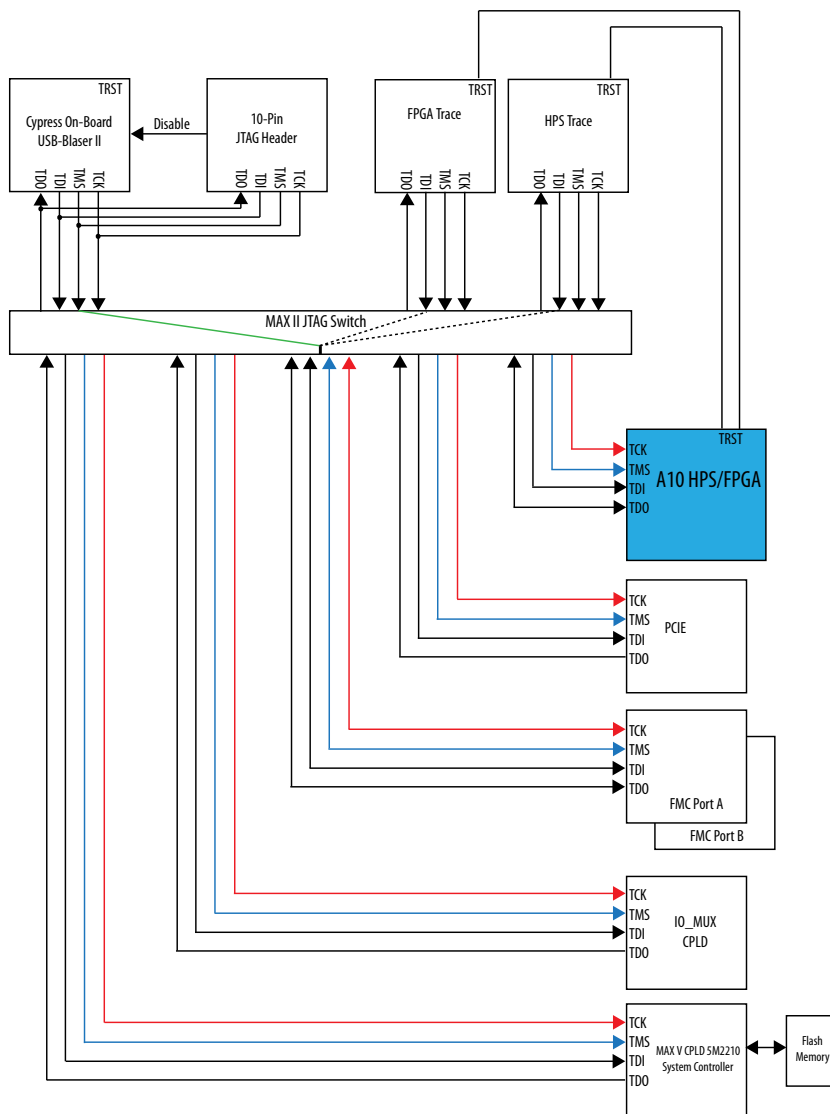 TRST
Cypress On-Board
USB-Blaser II
TDO
TDI
TMS
TCK
Disable
10-Pin
JTAG Header
TDO
TDI
TMS
TCK
TRST
FPGA Trace
TDO
TDI
TMS
TCK
TRST
HPS Trace
TDO
TDI
TMS
TCK
MAX II JTAG Switch
TRST
TCK
TMS
A10 HPS/FPGA
TDI
TDO
TCK
TMS
PCIE
TDI
TDO
TCK
TMS
TDI
TDO
FMC Port A
FMC Port B
TCK
TMS
IO_MUX
CPLD
TDI
TDO
TCK
TMS
MAX V CPLD 5M2210
System Controller
TDI
TDO
Flash
Memory